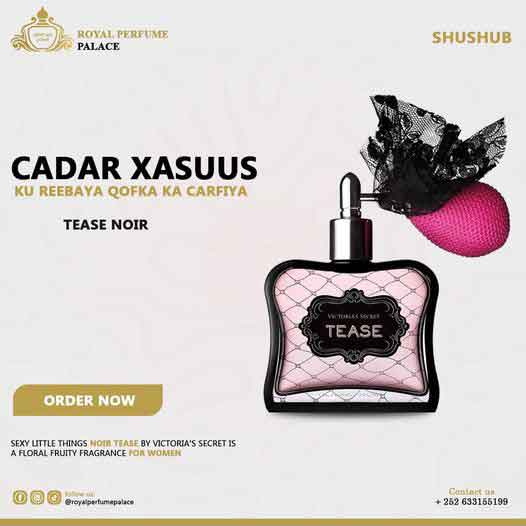 ROYAL PERFUME
PALACE
SHUSHUB
CADAR XASUUS
KU REEBAYA QOFKA KA CARFIYA
TEASE NOIR
VICTORIA'S SECRET
TEASE
ORDER NOW
SEXY LITTLE THINGS NOIR TEASE BY VICTORIA'S SECRET IS
A FLORAL FRUITY FRAGRANCE FOR WOMEN
follow us:
@royalperfumepalace
Contact us
+ 252 633155199